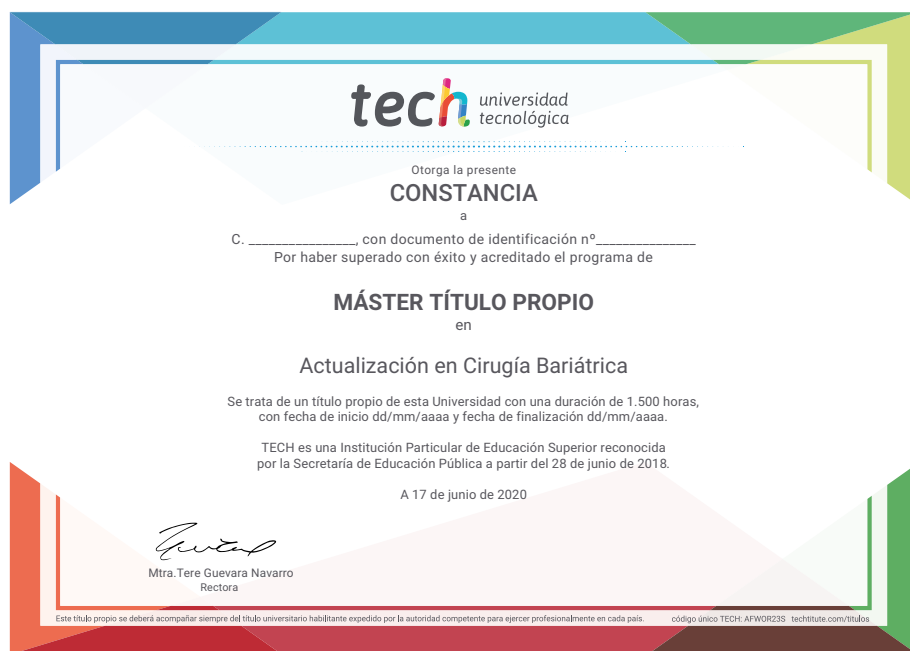 tech universidad
tecnológica
Otorga la presente
CONSTANCIA
a
C. ________________, con documento de identificación nº_______________
Por haber superado con éxito y acreditado el programa de
MÁSTER TÍTULO PROPIO
en
Actualización en Cirugía Bariátrica
Se trata de un título propio de esta Universidad con una duración de 1.500 horas,
con fecha de inicio dd/mm/aaaa y fecha de finalización dd/mm/aaaa.
TECH es una Institución Particular de Educación Superior reconocida
por la Secretaría de Educación Pública a partir del 28 de junio de 2018.
A 17 de junio de 2020
Mtra.Tere Guevara Navarro
Rectora
Este título propio se deberá acompañar siempre del título universitario habilitante expedido por la autoridad competente para ejercer profesionalmente en cada país. código único TECH: AFWOR23S techtitute.com/titulos